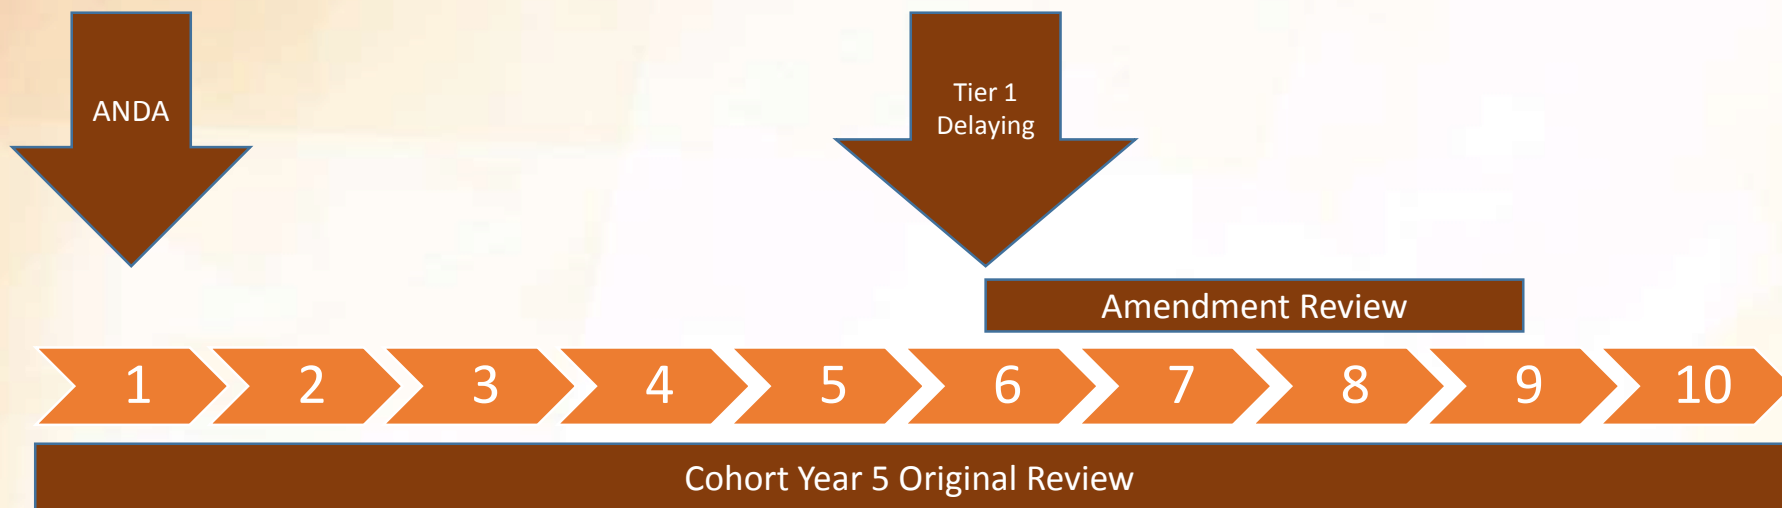 ANDA
Tier 1
Delaying
Amendment Review
1 2 3 4 5 6 7 8 9 10
Cohort Year 5 Original Review